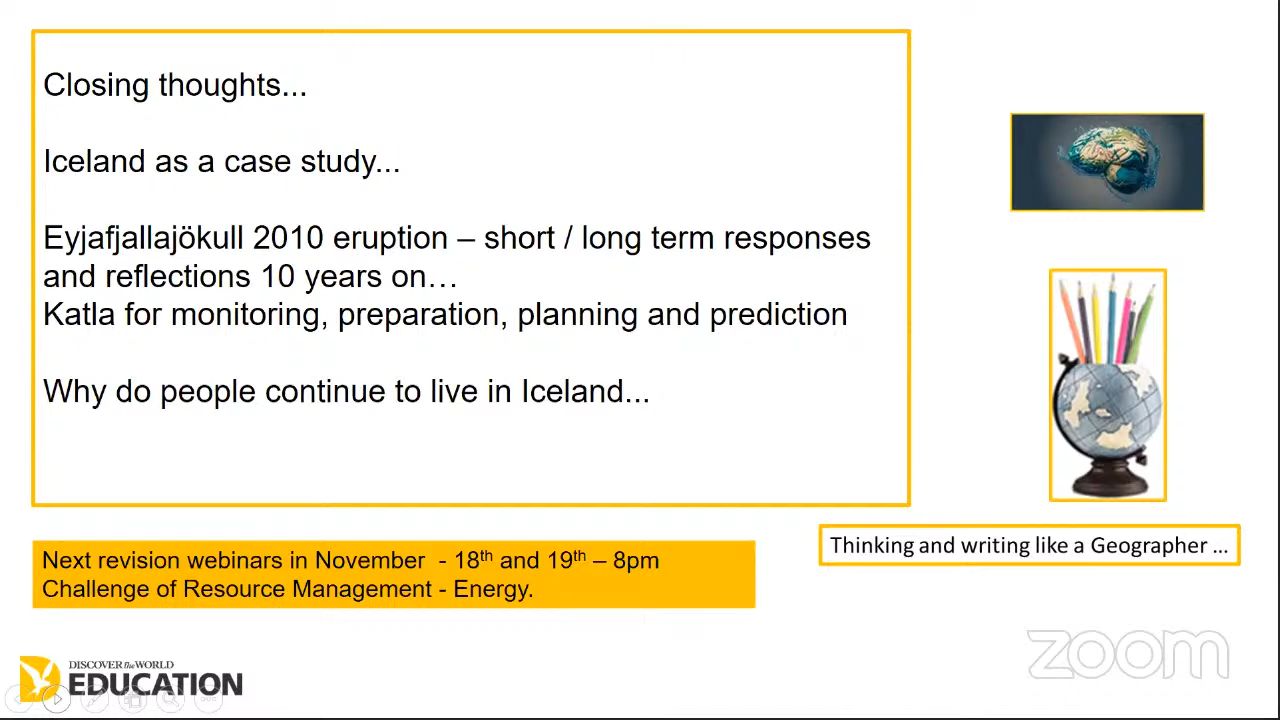 Closing thoughts...
Iceland as a case study...
Eyjafjallajökull 2010 eruption – short / long term responses
and reflections 10 years on…
Katla for monitoring, preparation, planning and prediction
Why do people continue to live in Iceland...
Next revision webinars in November - 18th and 19th – 8pm
Challenge of Resource Management - Energy.
Thinking and writing like a Geographer ...
DISCOVER the WORLD
EDUCATION
zoom